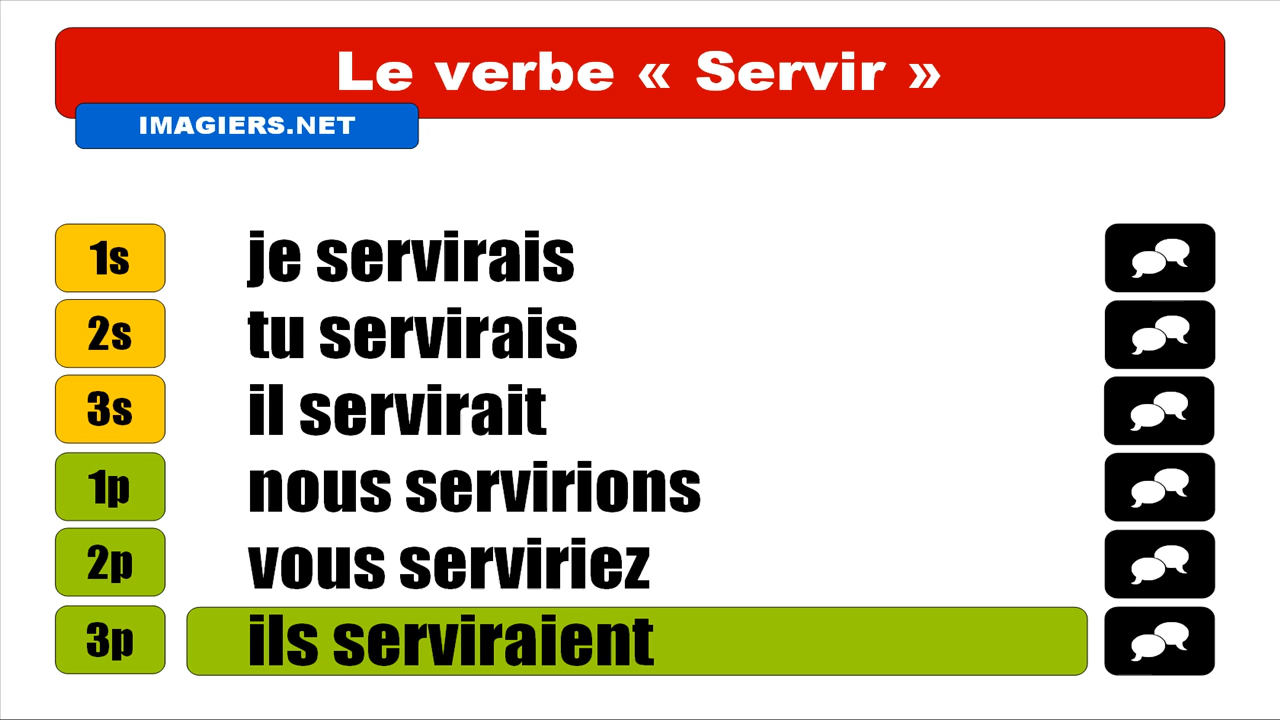 Le verbe « Servir »
IMAGIERS.NET
1s je servirais
2s tu servirais
3s il servirait
1p nous servirions
2p vous serviriez
3p ils serviraient